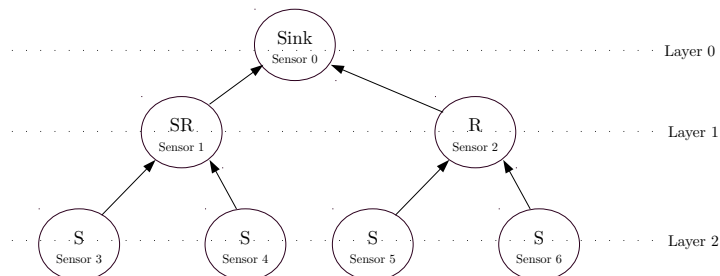 Sink
Sensor 0
Layer 0
SR
Sensor 1
R
Sensor 2
Layer 1
S
Sensor 3
S
Sensor 4
S
Sensor 5
S
Sensor 6
Layer 2